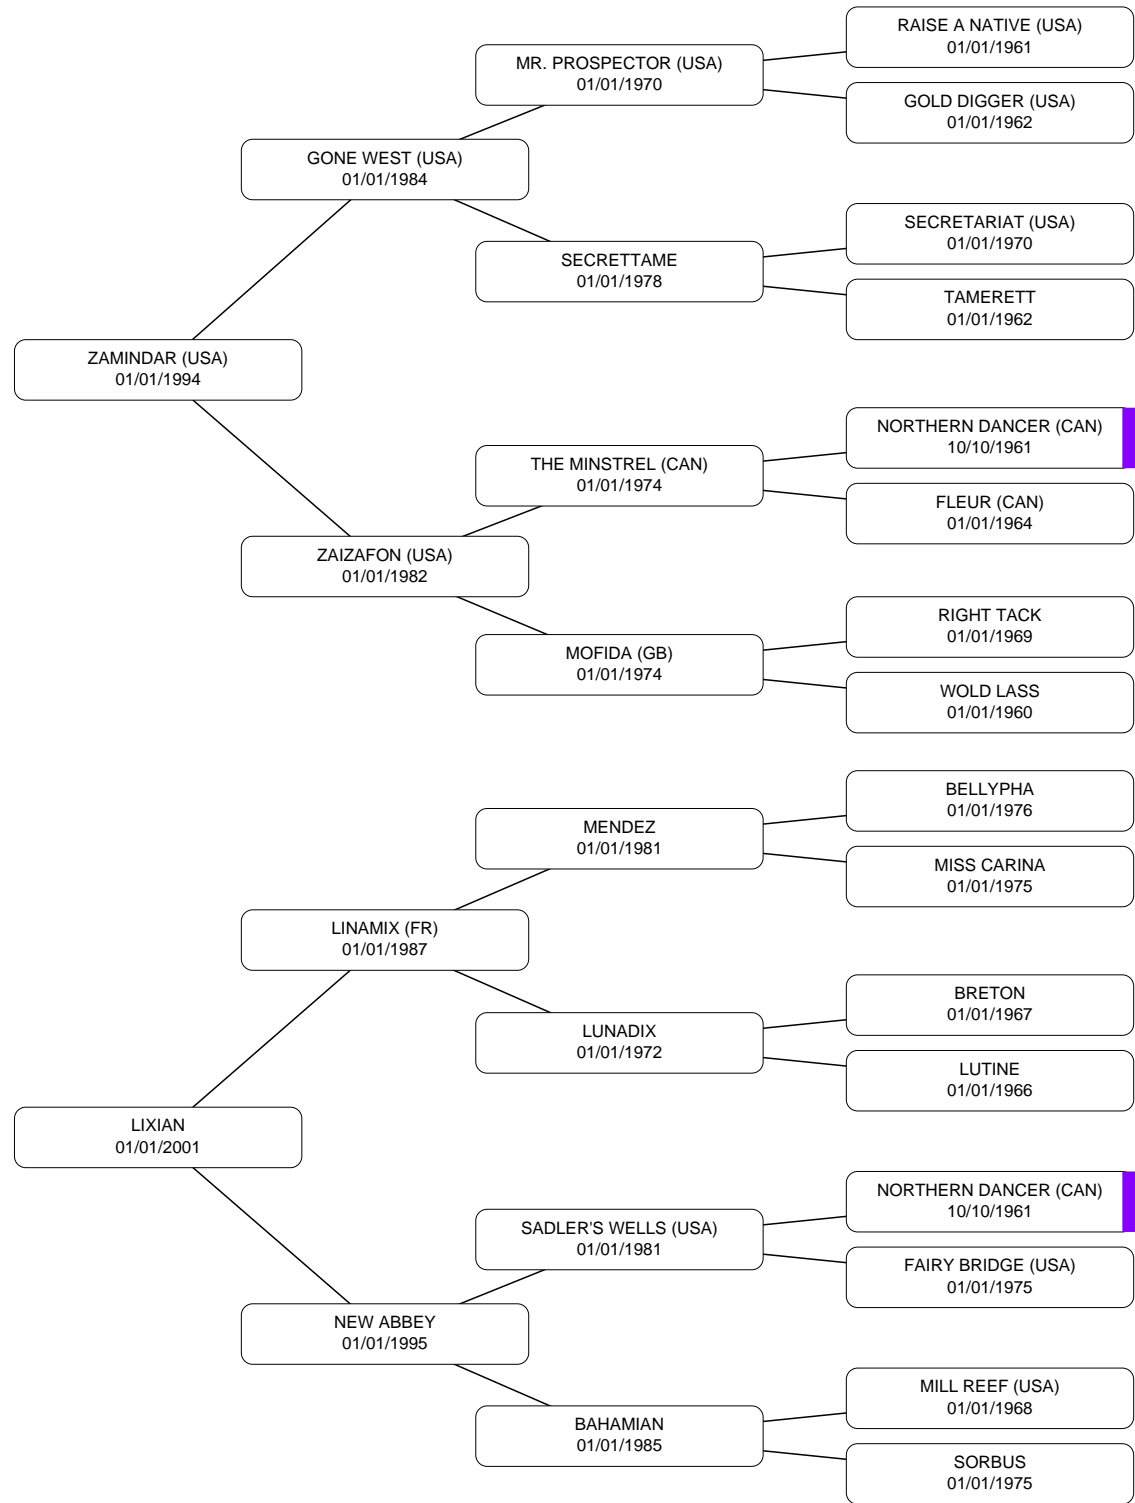 RAISE A NATIVE (USA)
01/01/1961
MR. PROSPECTOR (USA)
01/01/1970
GOLD DIGGER (USA)
01/01/1962
GONE WEST (USA)
01/01/1984
SECRETARIAT (USA)
01/01/1970
SECRETTAME
01/01/1978
TAMERETT
01/01/1962
ZAMINDAR (USA)
01/01/1994
NORTHERN DANCER (CAN)
10/10/1961
THE MINSTREL (CAN)
01/01/1974
FLEUR (CAN)
01/01/1964
ZAIZAFON (USA)
01/01/1982
RIGHT TACK
01/01/1969
MOFIDA (GB)
01/01/1974
WOLD LASS
01/01/1960
BELLYPHA
01/01/1976
MENDEZ
01/01/1981
MISS CARINA
01/01/1975
LINAMIX (FR)
01/01/1987
BRETON
01/01/1967
LUNADIX
01/01/1972
LUTINE
01/01/1966
LIXIAN
01/01/2001
NORTHERN DANCER (CAN)
10/10/1961
SADLER'S WELLS (USA)
01/01/1981
FAIRY BRIDGE (USA)
01/01/1975
NEW ABBEY
01/01/1995
MILL REEF (USA)
01/01/1968
BAHAMIAN
01/01/1985
SORBUS
01/01/1975